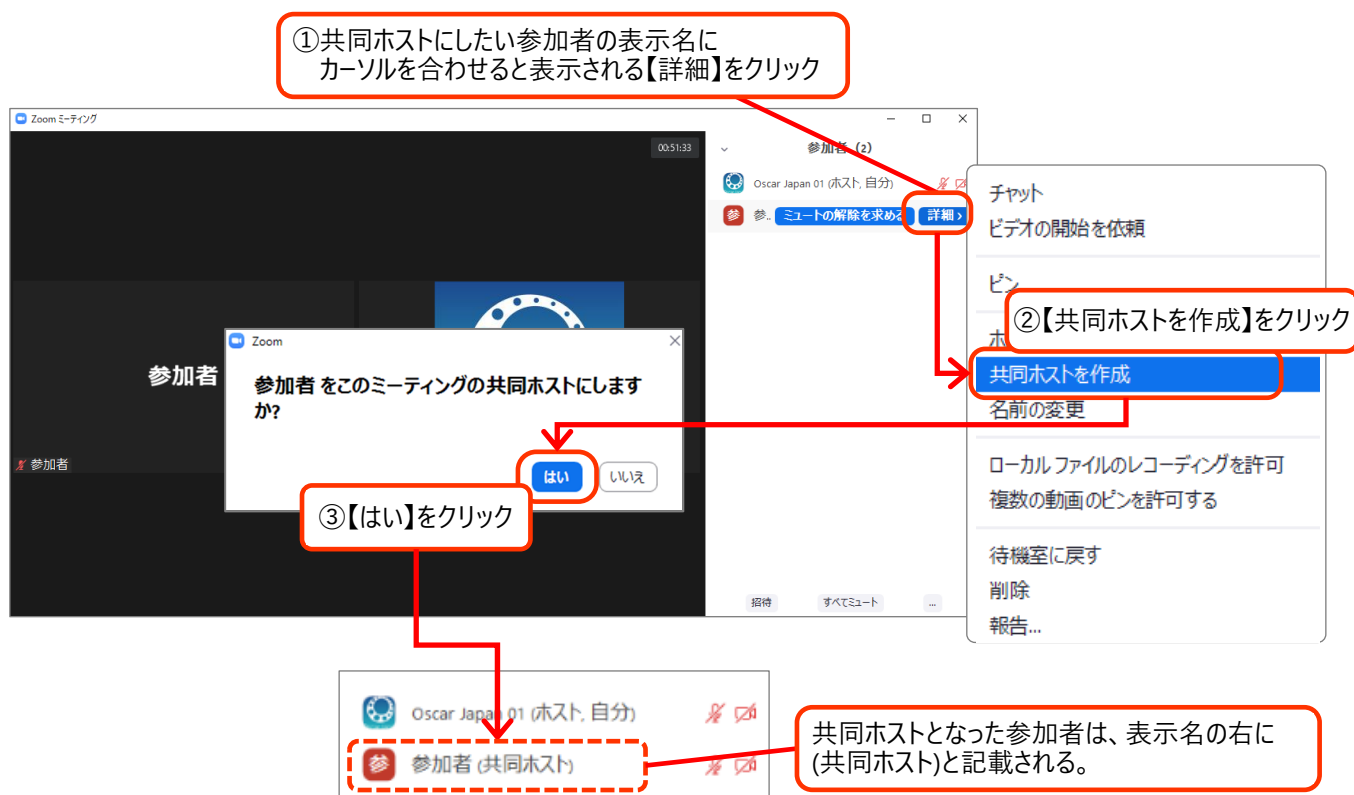 ①共同ホストにしたい参加者の表示名に
カーソルを合わせると表示される【詳細】をクリック
Zoom ミーティング
00:51:33
参加者 (2)
Oscar Japan 01 (ホスト, 自分)
参 参.. ミュートの解除を求める 詳細 ›
チャット
ビデオの開始を依頼
ピン
②【共同ホストを作成】をクリック
ホ
共同ホストを作成
名前の変更
ローカル ファイルのレコーディングを許可
複数の動画のピンを許可する
待機室に戻す
削除
報告...
参加者
Zoom
参加者 をこのミーティングの共同ホストにします
か?
はい いいえ
参加者
③【はい】をクリック
招待 すべてミュート ...
Oscar Japan 01 (ホスト, 自分)
参 参加者 (共同ホスト)
共同ホストとなった参加者は、表示名の右に
(共同ホスト)と記載される。